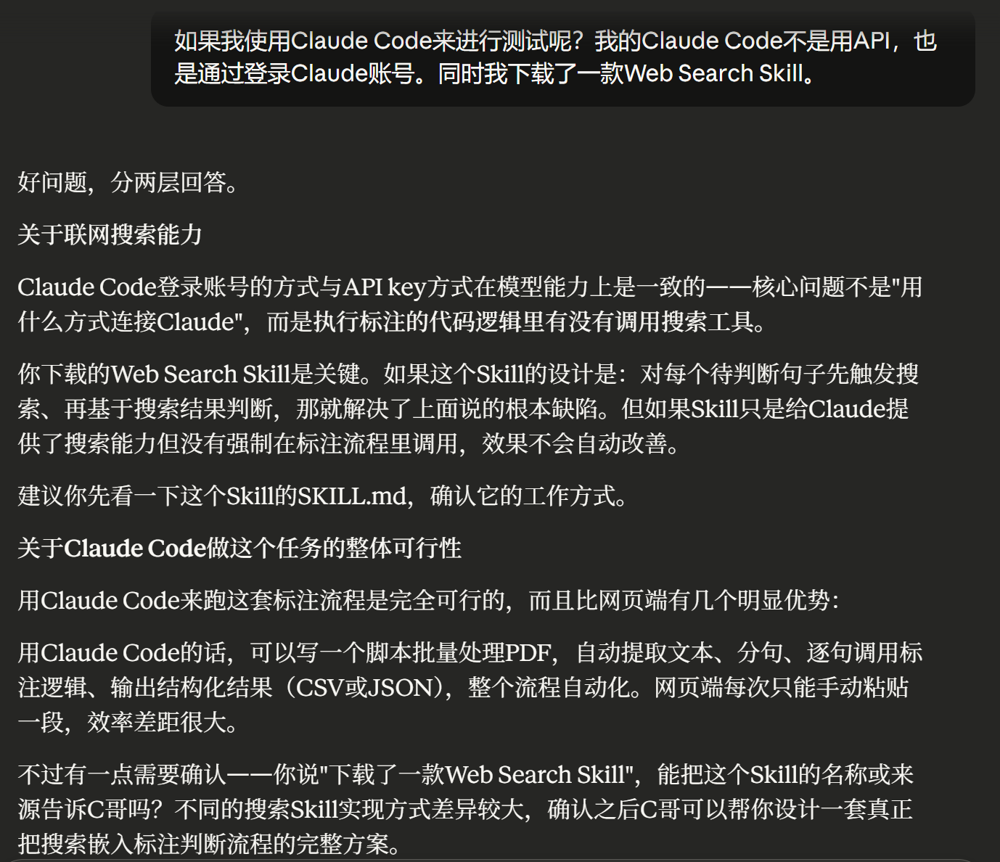 如果我使用Claude Code来进行测试呢？我的Claude Code不是用API，也
是通过登录Claude账号。同时我下载了一款Web Search Skill。
好问题，分两层回答。
关于联网搜索能力
Claude Code登录账号的方式与API key方式在模型能力上是一致的——核心问题不是"用
什么方式连接Claude"，而是执行标注的代码逻辑里有没有调用搜索工具。
你下载的Web Search Skill是关键。如果这个Skill的设计是：对每个待判断句子先触发搜
索、再基于搜索结果判断，那就解决了上面说的根本缺陷。但如果Skill只是给Claude提
供了搜索能力但没有强制在标注流程里调用，效果不会自动改善。
建议你先看一下这个Skill的SKILL.md，确认它的工作方式。
关于Claude Code做这个任务的整体可行性
用Claude Code来跑这套标注流程是完全可行的，而且比网页端有几个明显优势：
用Claude Code的话，可以写一个脚本批量处理PDF，自动提取文本、分句、逐句调用标
注逻辑、输出结构化结果（CSV或JSON），整个流程自动化。网页端每次只能手动粘贴
一段，效率差距很大。
不过有一点需要确认——你说"下载了一款Web Search Skill"，能把这个Skill的名称或来
源告诉C哥吗？不同的搜索Skill实现方式差异较大，确认之后C哥可以帮你设计一套真正
把搜索嵌入标注判断流程的完整方案。